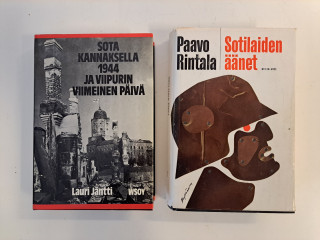 SOTA
KANNAKSELLA
1944
JA VIIPURIN
VIIMEINEN PÄIVÄ
Lauri Jäntti WSOY
Paavo
Rintala
Sotilaiden
äänet